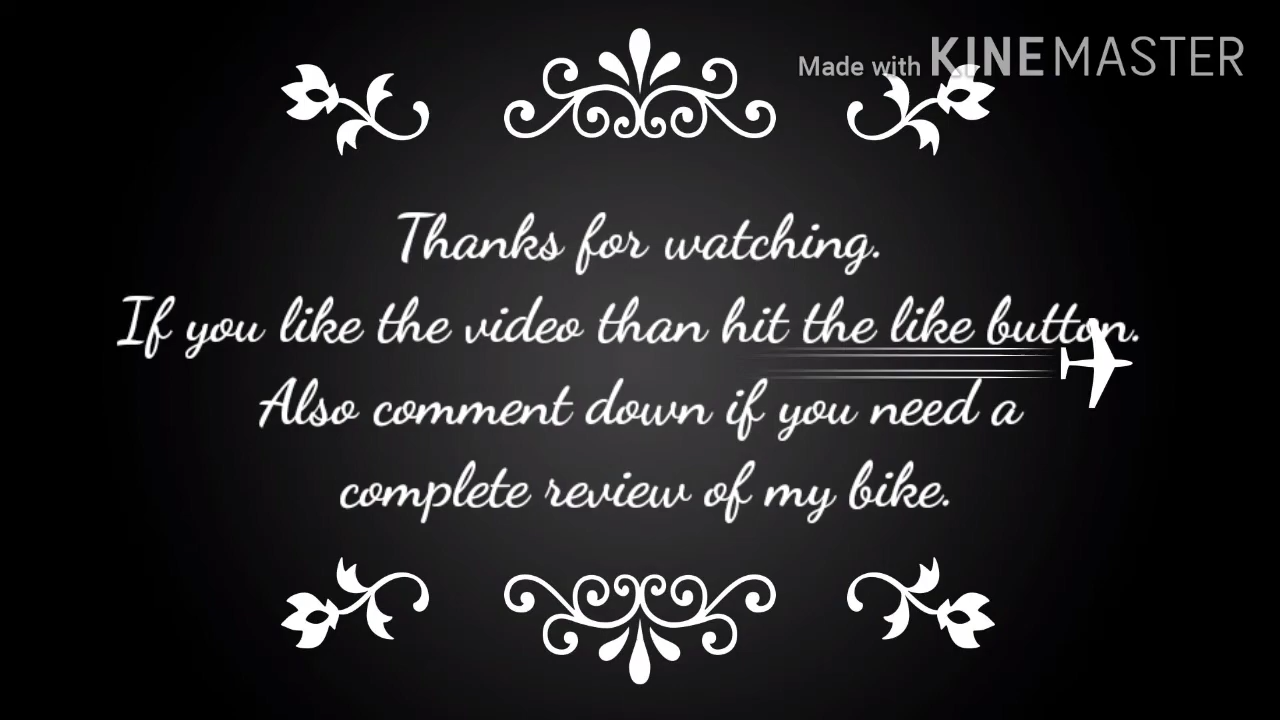 Made with KINEMASTER
Thanks for watching.
If you like the video than hit the like button.
Also comment down if you need a
complete review of my bike.